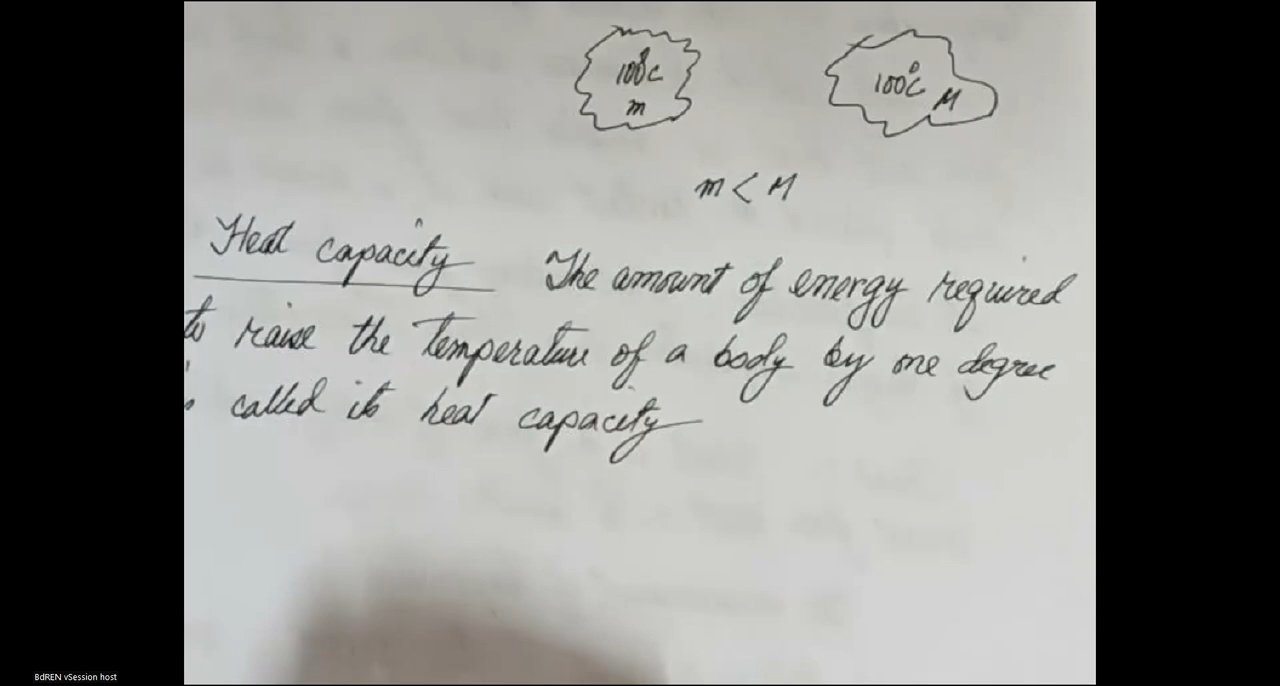 100°C
m
100°C
M
m < M
Heat capacity The amount of energy required
to raise the temperature of a body by one degree
is called its heat capacity
BdREN vSession host